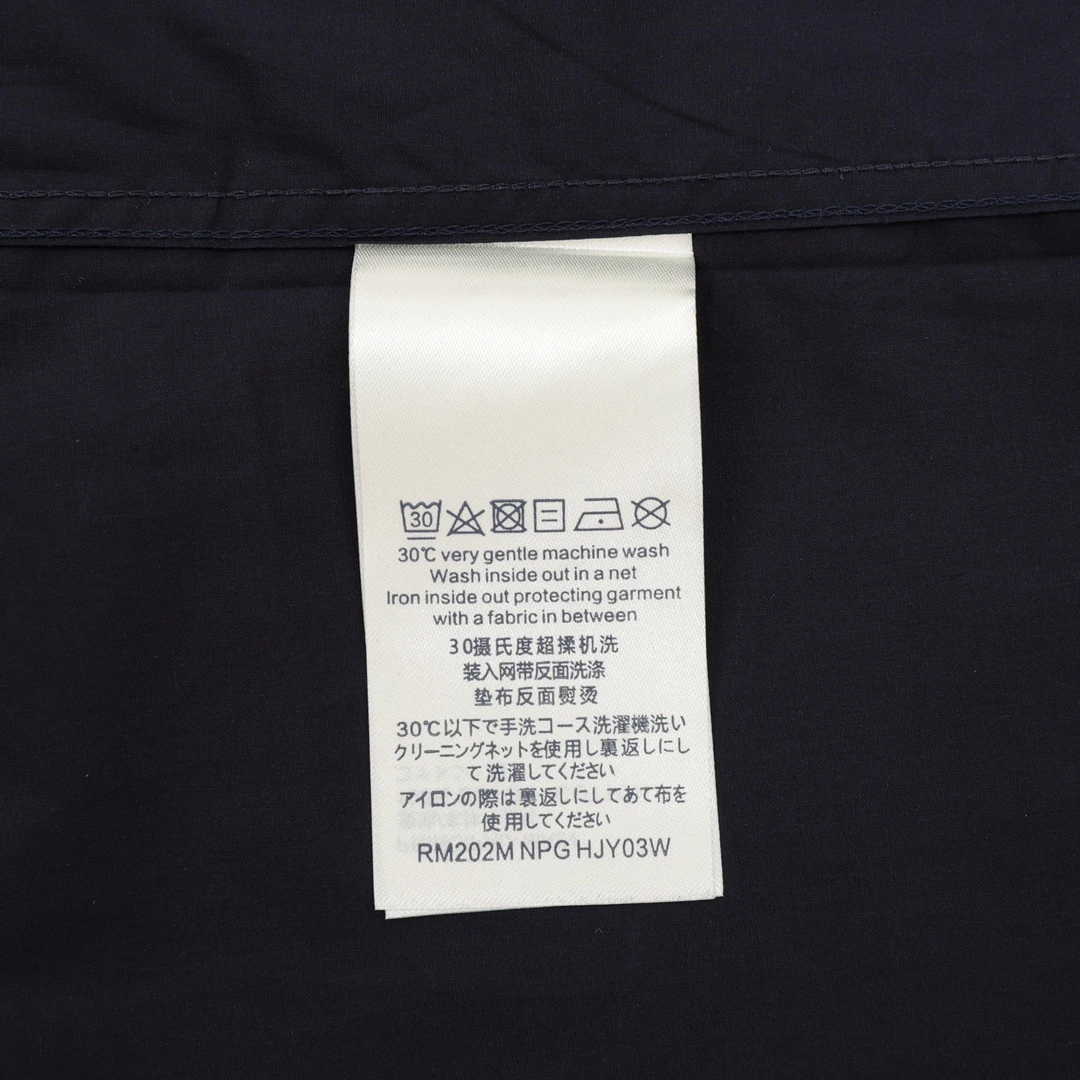 30
30℃ very gentle machine wash
Wash inside out in a net
Iron inside out protecting garment
with a fabric in between
30摄氏度超揉机洗
装入网带反面洗涤
垫布反面熨烫
30℃以下で手洗コース洗濯機洗い
クリーニングネットを使用し裏返しにし
て洗濯してください
アイロンの際は裏返しにしてあて布を
使用してください
RM202M NPG HJY03W